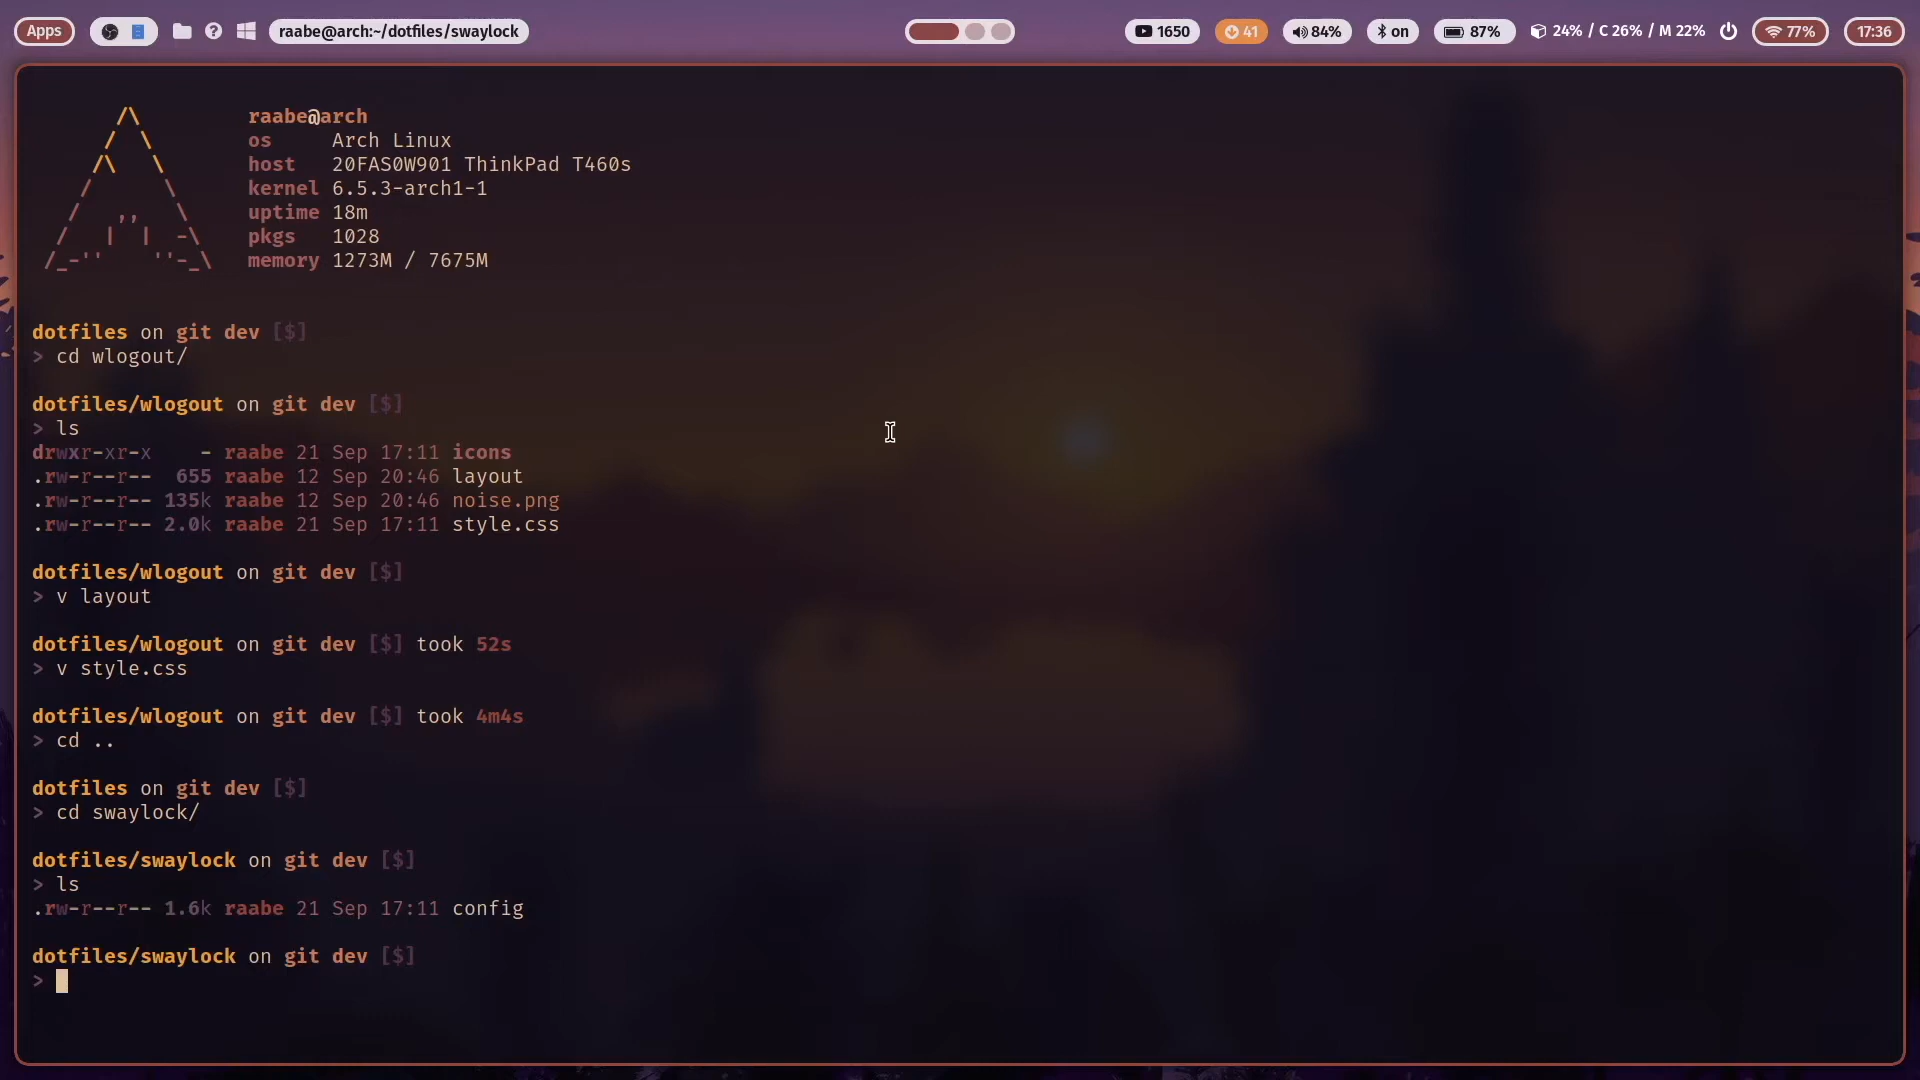 Apps raabe@arch:~/dotfiles/swaylock 1650 41 84% on 87% 24% / C 26% / M 22% 77% 17:36
raabe@arch
os Arch Linux
host 20FAS0W901 ThinkPad T460s
kernel 6.5.3-arch1-1
uptime 18m
pkgs 1028
memory 1273M / 7675M
dotfiles on git dev [$]
> cd wlogout/
dotfiles/wlogout on git dev [$]
> ls
drwxr-xr-x - raabe 21 Sep 17:11 icons
.rw-r--r-- 655 raabe 12 Sep 20:46 layout
.rw-r--r-- 135k raabe 12 Sep 20:46 noise.png
.rw-r--r-- 2.0k raabe 21 Sep 17:11 style.css
dotfiles/wlogout on git dev [$]
> v layout
dotfiles/wlogout on git dev [$] took 52s
> v style.css
dotfiles/wlogout on git dev [$] took 4m4s
> cd ..
dotfiles on git dev [$]
> cd swaylock/
dotfiles/swaylock on git dev [$]
> ls
.rw-r--r-- 1.6k raabe 21 Sep 17:11 config
dotfiles/swaylock on git dev [$]
>